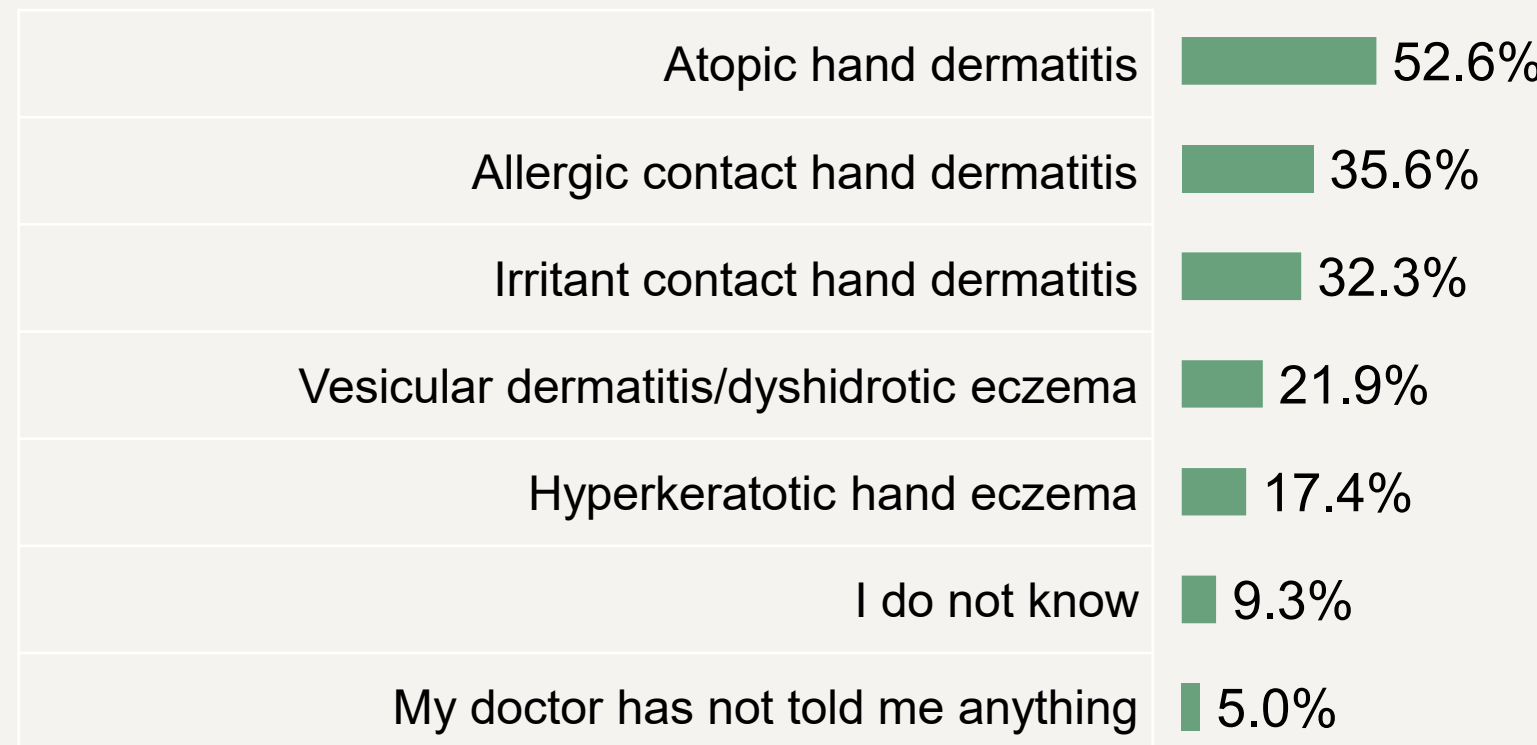 Atopic hand dermatitis 52.6%
Allergic contact hand dermatitis 35.6%
Irritant contact hand dermatitis 32.3%
Vesicular dermatitis/dyshidrotic eczema 21.9%
Hyperkeratotic hand eczema 17.4%
I do not know 9.3%
My doctor has not told me anything 5.0%